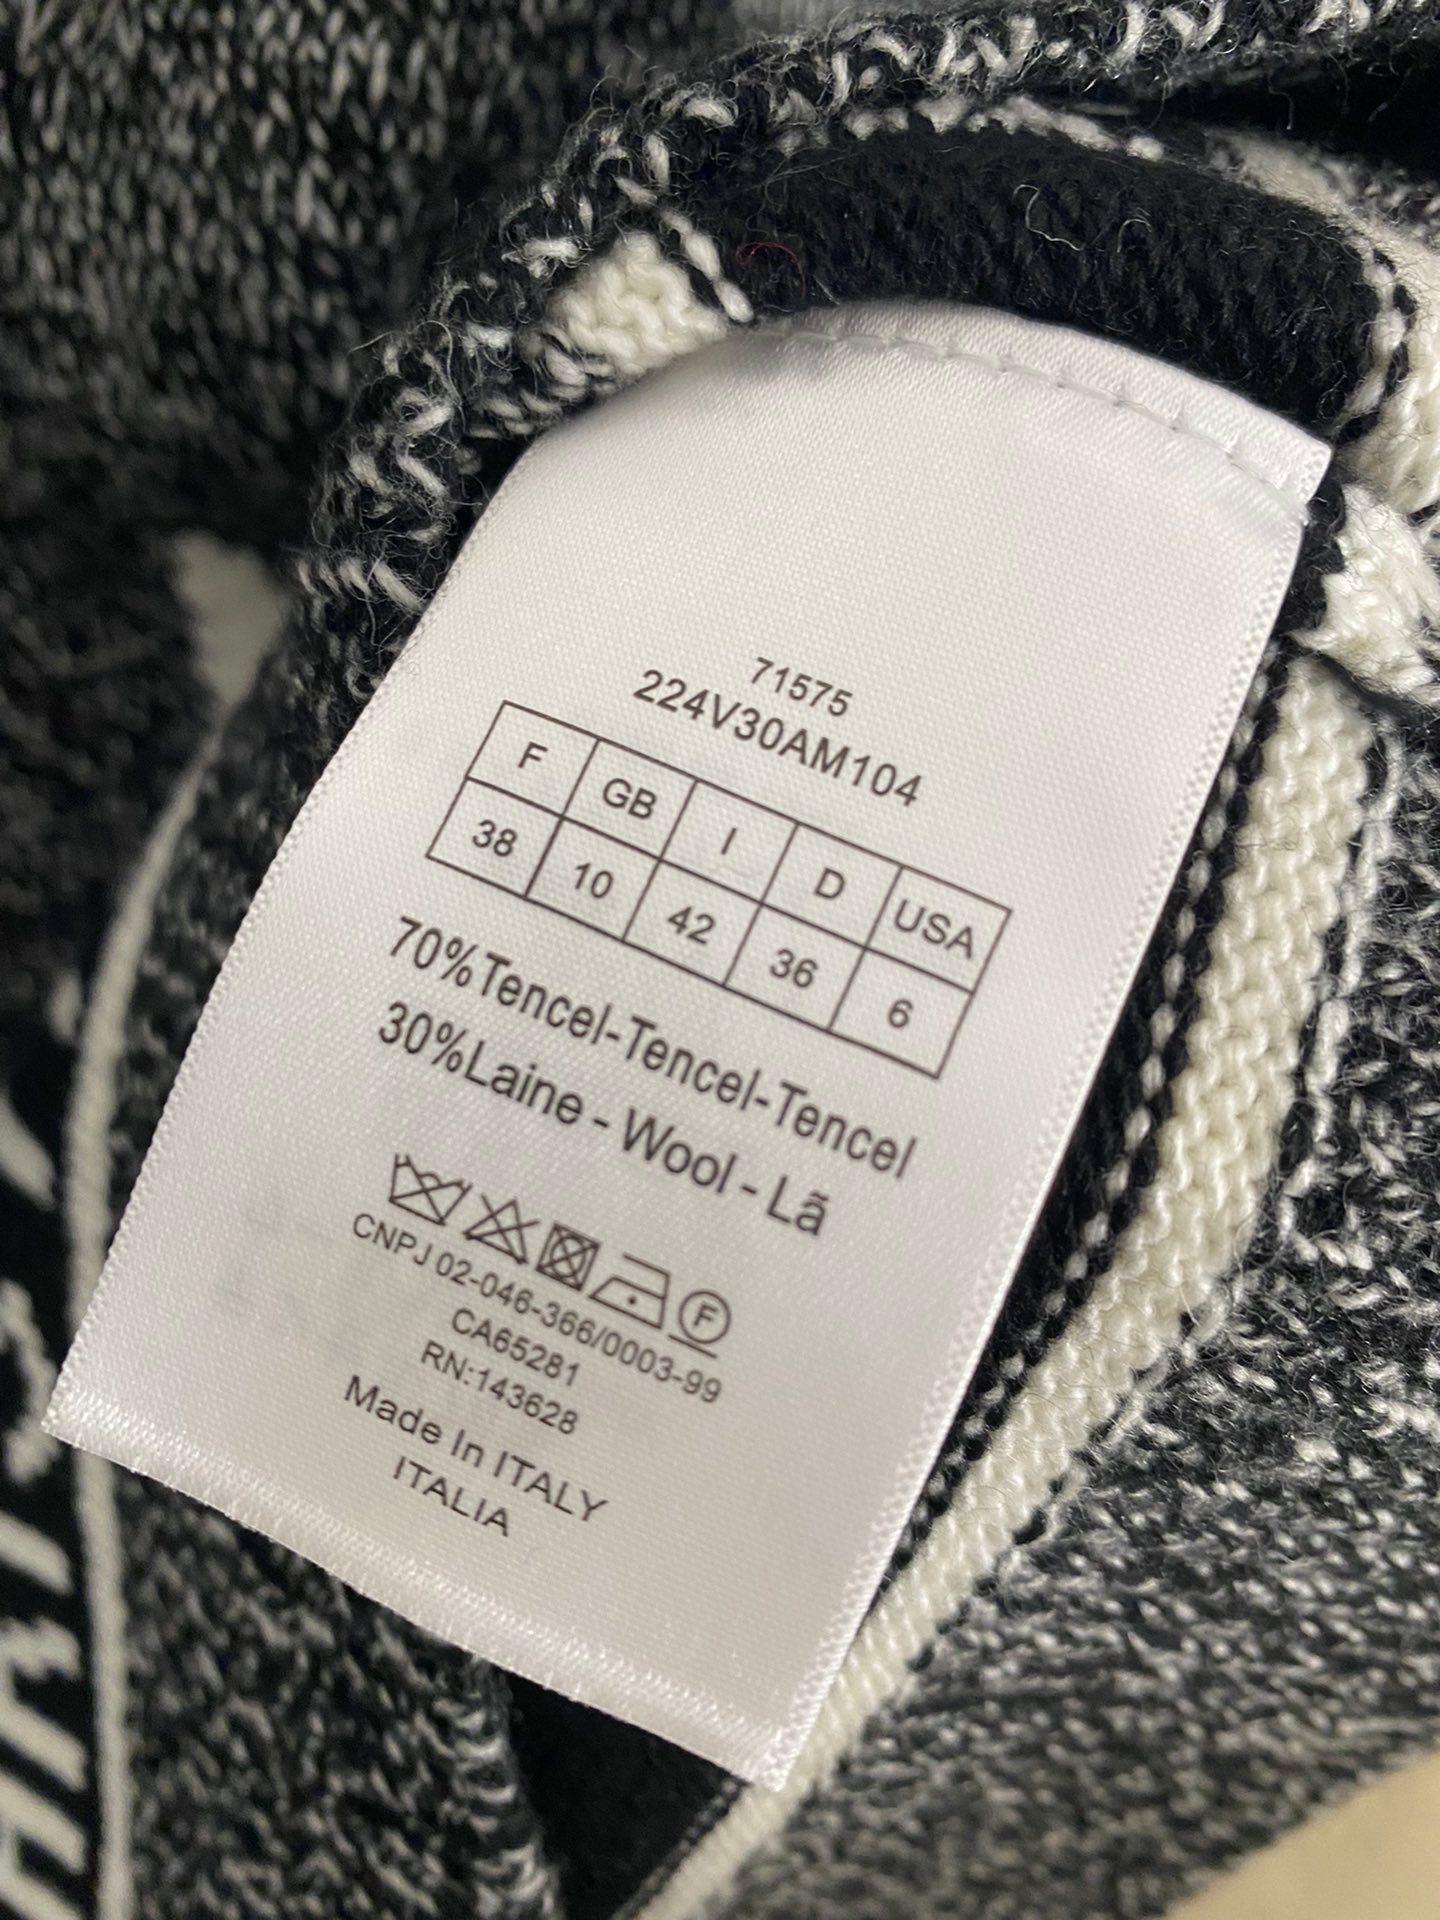 71575
224V30AM104
F GB I D USA
38 10 42 36 6
70%Tencel-Tencel-Tencel
30%Laine - Wool - Lã
F
CNPJ 02-046-366/0003-99
CA65281
RN:143628
Made In ITALY
ITALIA